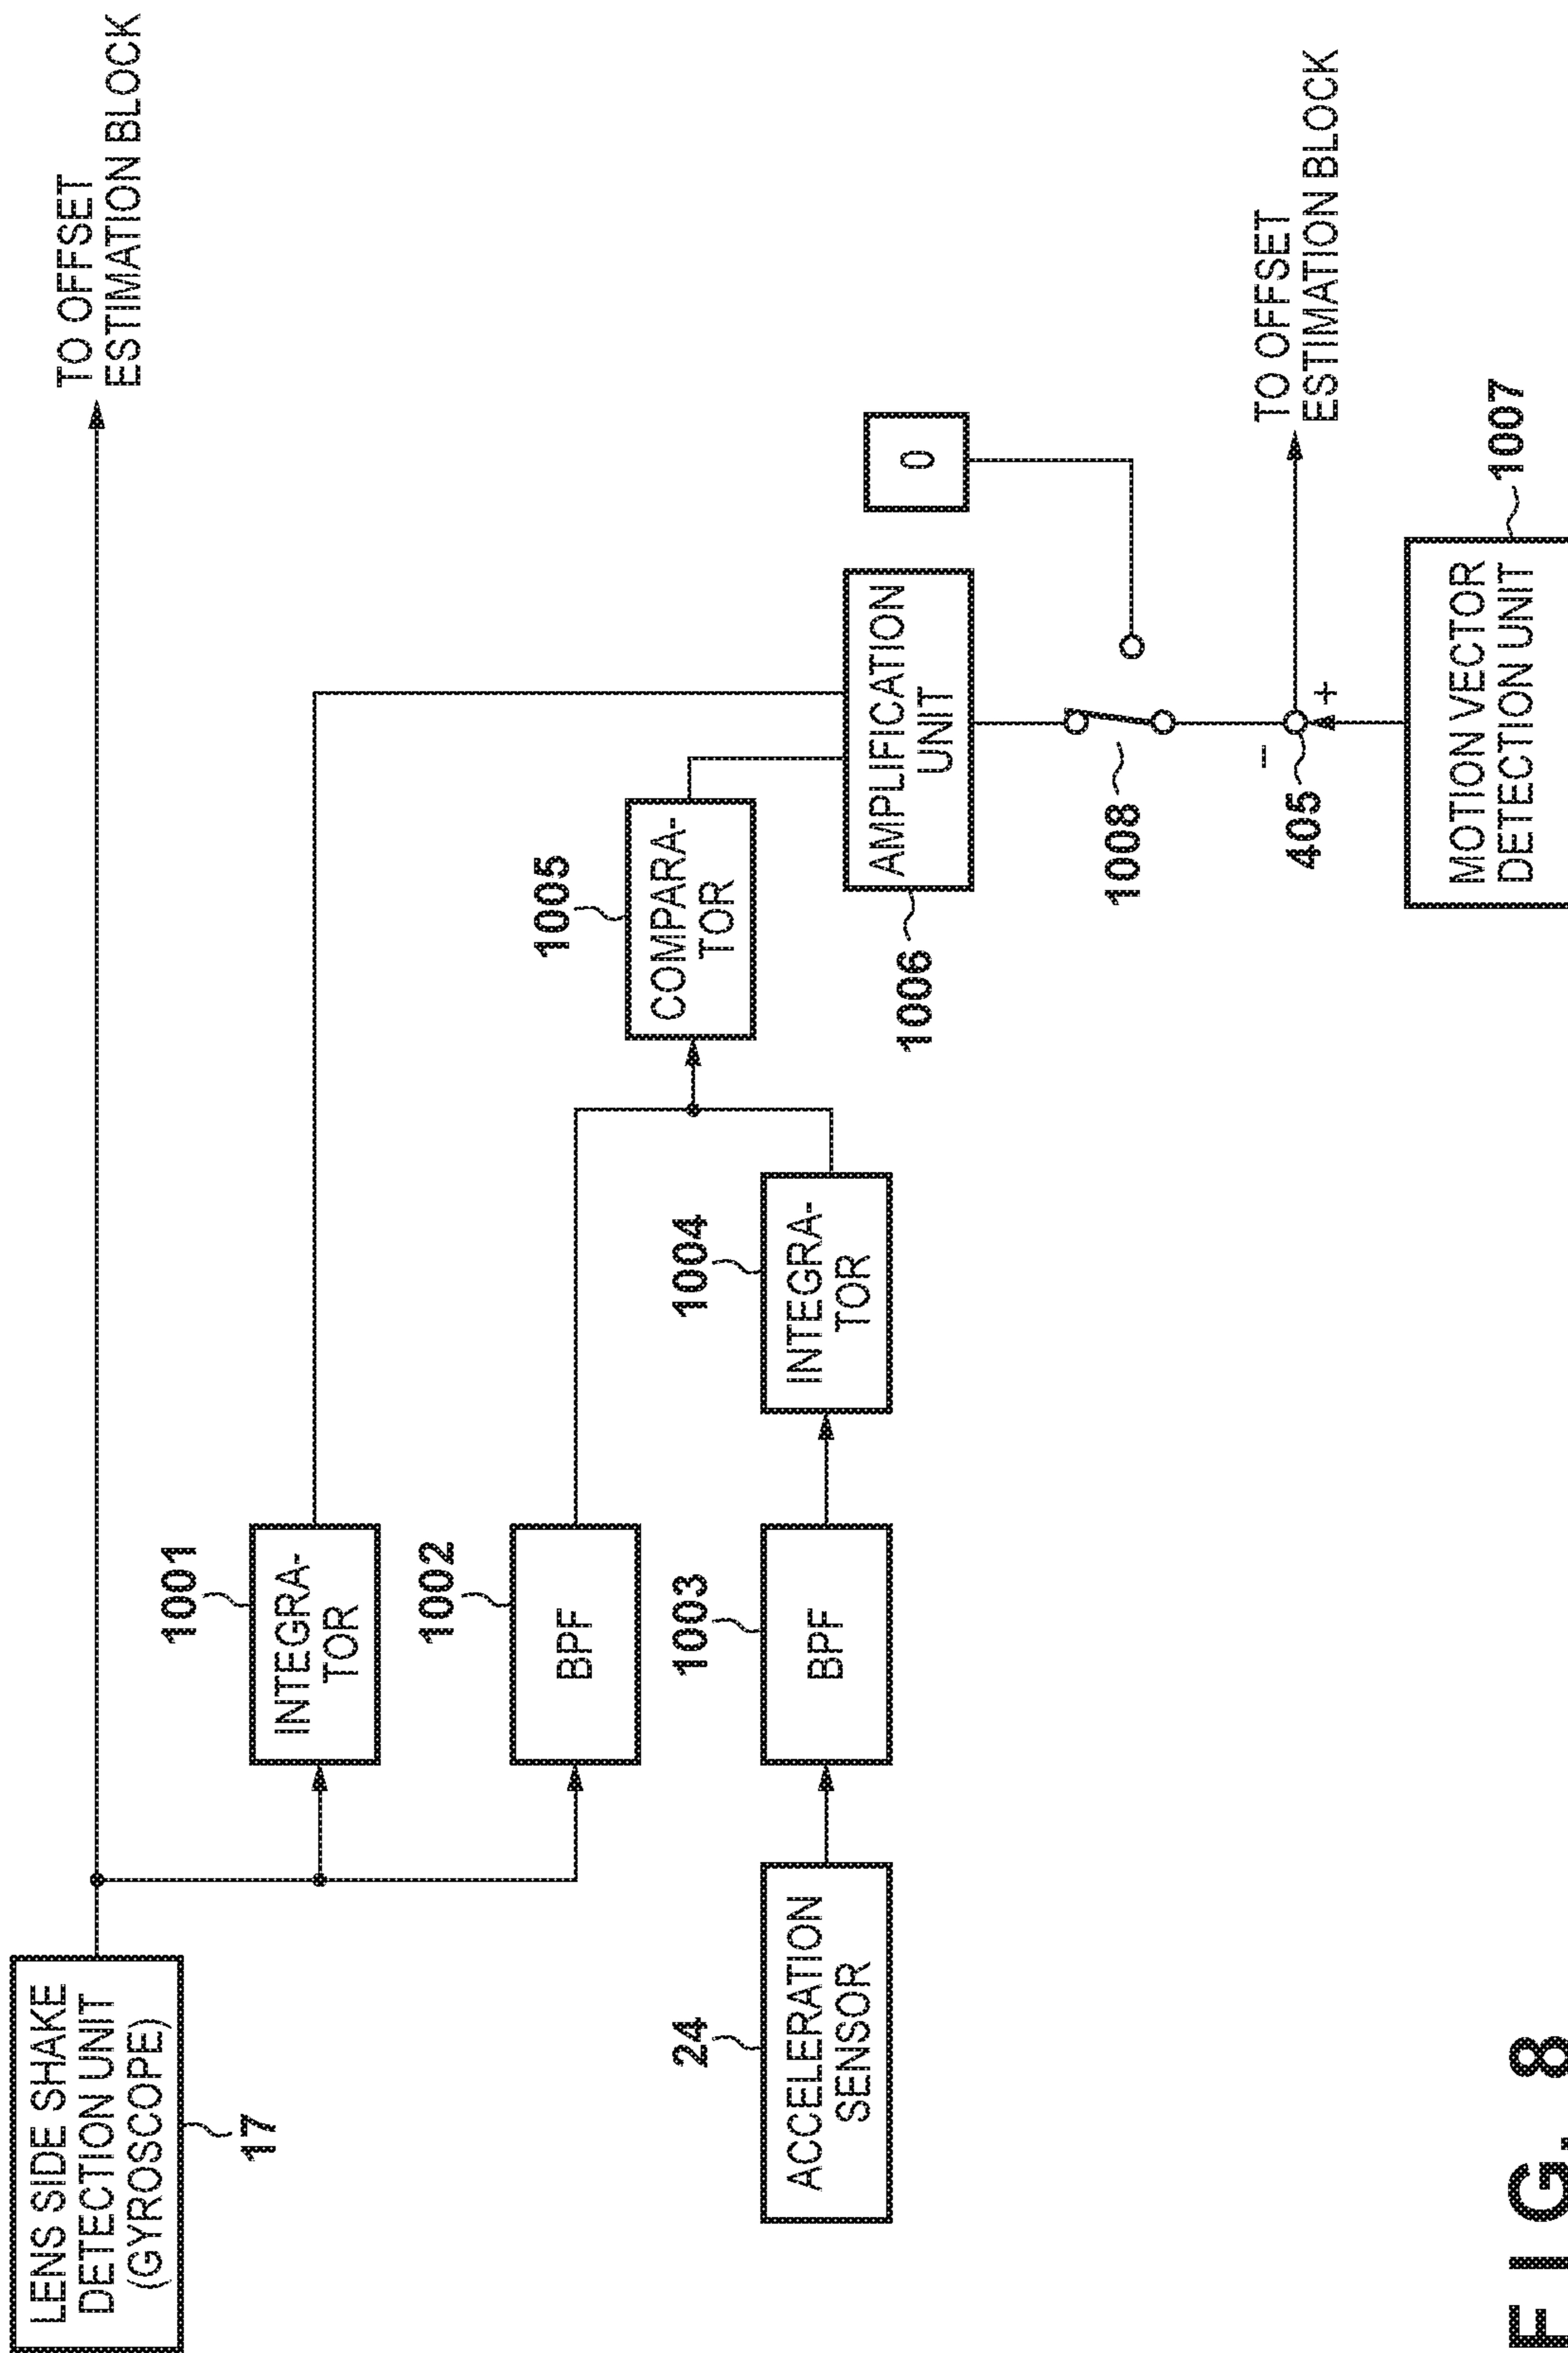 LENS SIDE SHAKE
DETECTION UNIT
(GYROSCOPE)
17
TO OFFSET
ESTIMATION BLOCK
1001
INTEGRA-
TOR
1002
BPF
24
ACCELERATION
SENSOR
1003
BPF
1004
INTEGRA-
TOR
1005
COMPARA-
TOR
1006
AMPLIFICATION
UNIT
0
1008
-
405
+
TO OFFSET
ESTIMATION BLOCK
MOTION VECTOR
DETECTION UNIT
1007
FIG. 8